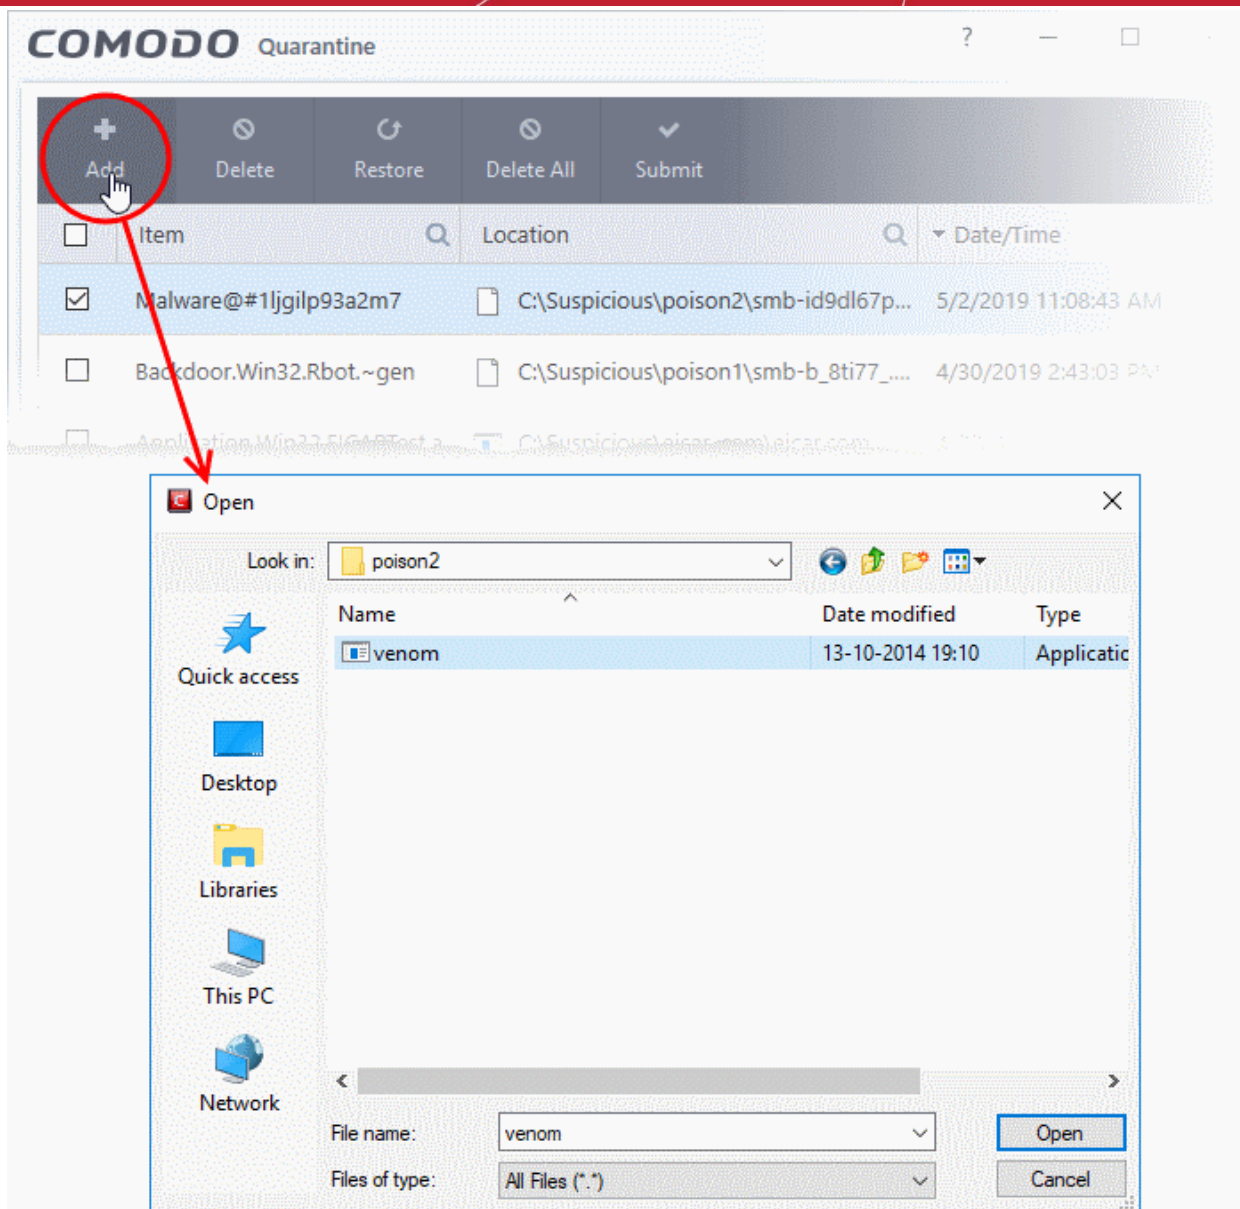 COMODO Quarantine ?
Add Delete Restore Delete All Submit
Item Location Date/Time
Malware@#1ljgilp93a2m7 C:\Suspicious\poison2\smb-id9dl67p... 5/2/2019 11:08:43 AM
Backdoor.Win32.Rbot.~gen C:\Suspicious\poison1\smb-b_8ti77_.... 4/30/2019 2:43:03 PM
Open
Look in: poison2
Name Date modified Type
venom 13-10-2014 19:10 Applicatic
Quick access
Desktop
Libraries
This PC
Network
File name: venom Open
Files of type: All Files (*.*) Cancel